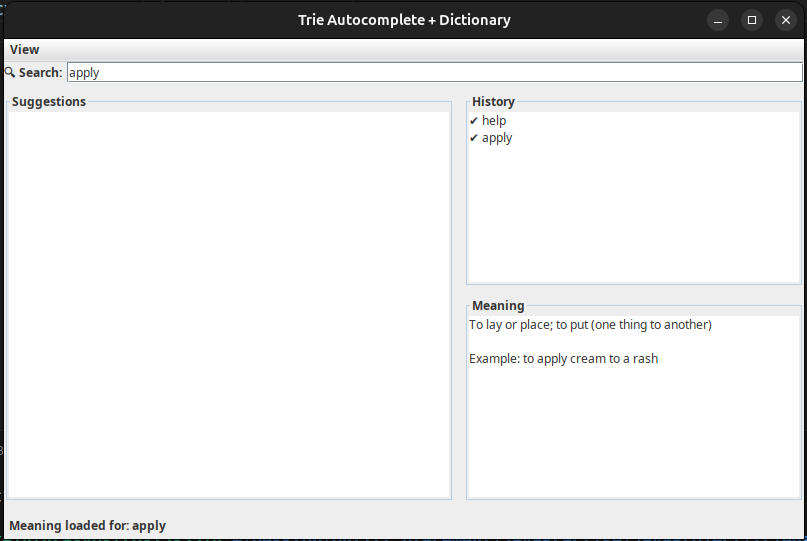 Trie Autocomplete + Dictionary
View
Search: apply
Suggestions
History
✔ help
✔ apply
Meaning
To lay or place; to put (one thing to another)
Example: to apply cream to a rash
Meaning loaded for: apply